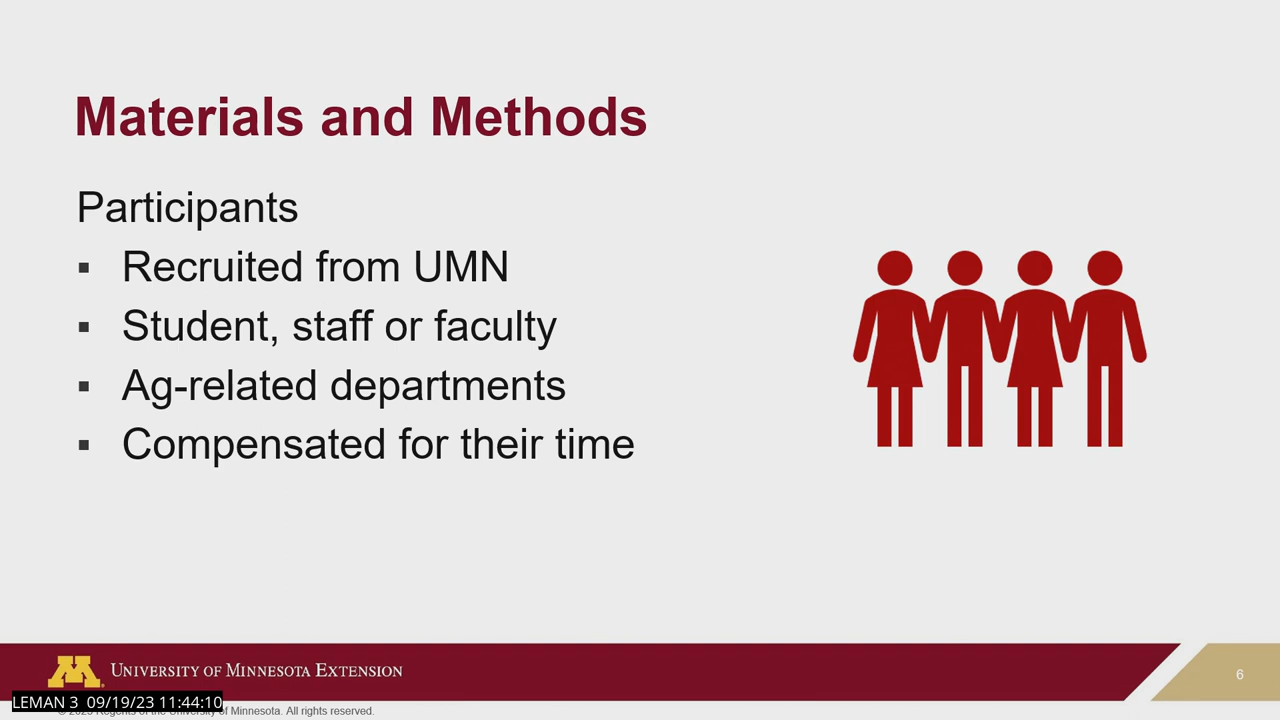 Materials and Methods
Participants
▪ Recruited from UMN
▪ Student, staff or faculty
▪ Ag-related departments
▪ Compensated for their time
M
UNIVERSITY OF MINNESOTA EXTENSION
6
LEMAN 3 09/19/23 11:44:10
University of Minnesota. All rights reserved.